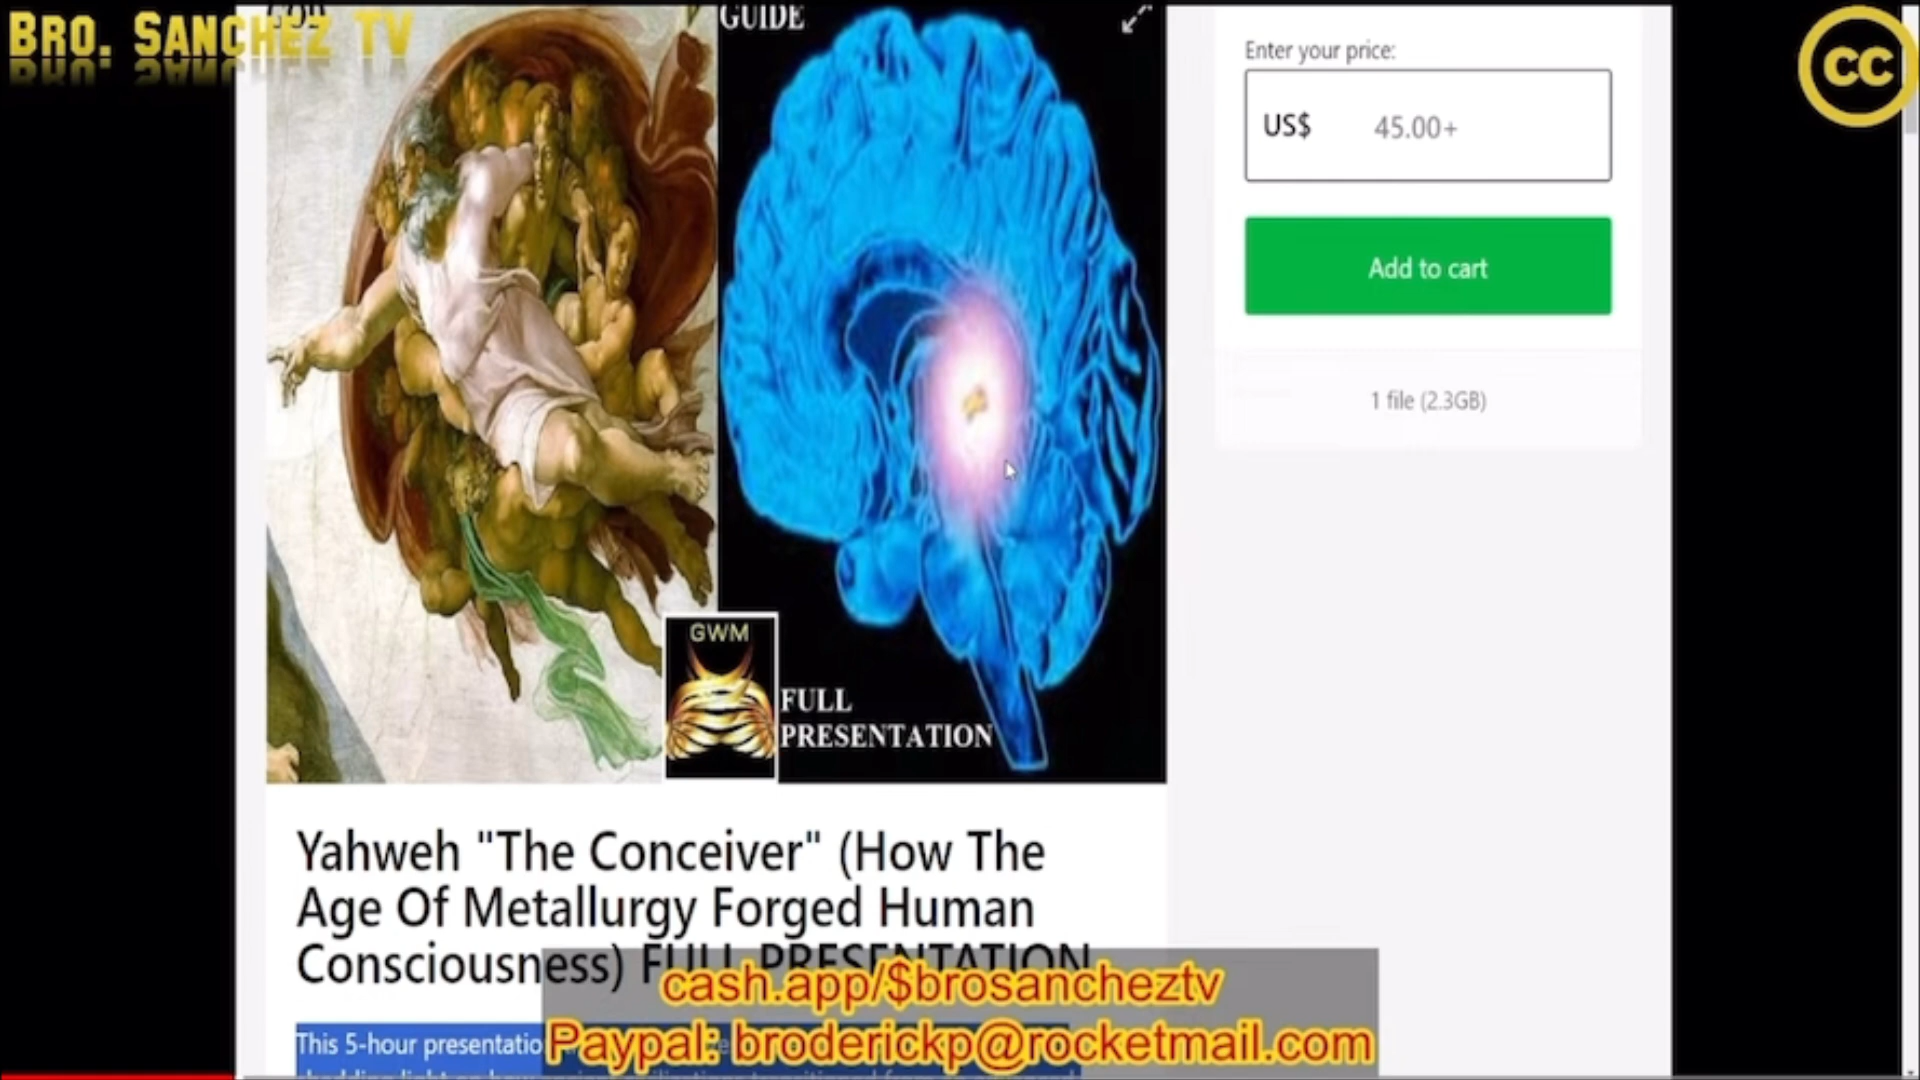 BRO. SANCHEZ TV
GUIDE
CC
Enter your price:
US$ 45.00+
Add to cart
1 file (2.3GB)
GWM
FULL
PRESENTATION
Yahweh "The Conceiver" (How The
Age Of Metallurgy Forged Human
Consciousness) FULL PRESENTATION
cash.app/$brosancheztv
This 5-hour presentatio
Paypal: broderickp@rocketmail.com